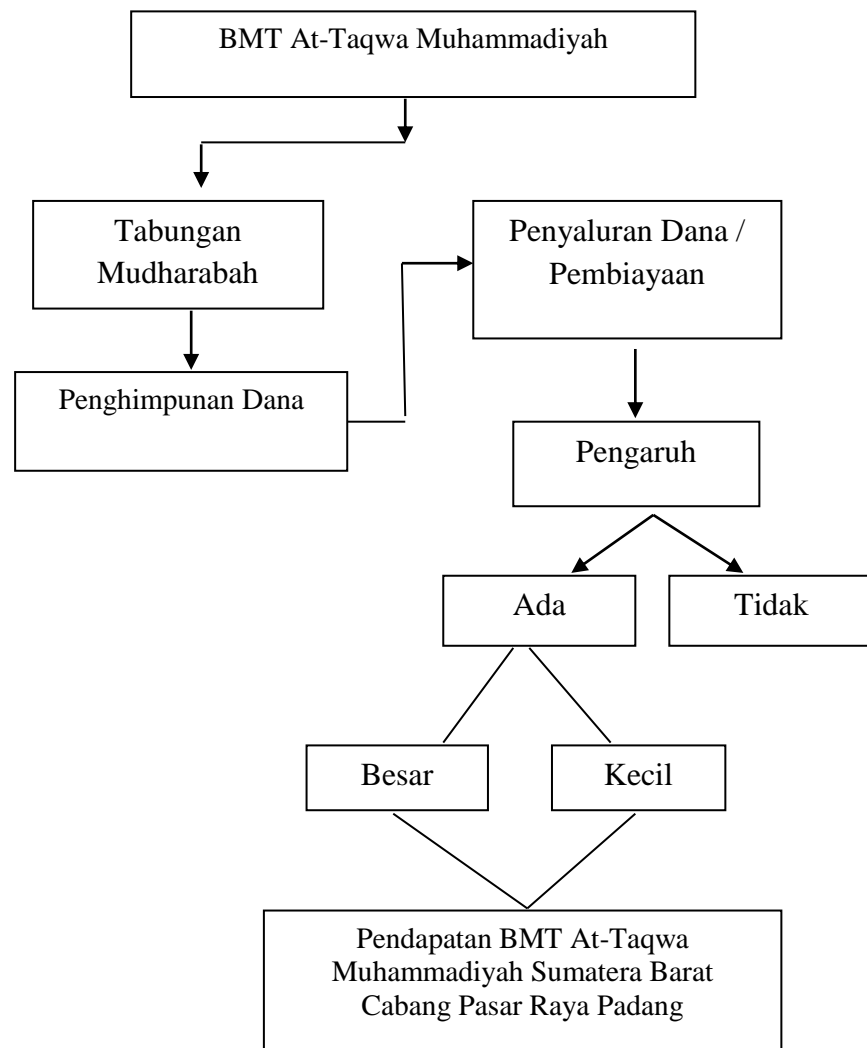 BMT At-Taqwa Muhammadiyah
Tabungan
Mudharabah
Penyaluran Dana /
Pembiayaan
Penghimpunan Dana
Pengaruh
Ada
Tidak
Besar
Kecil
Pendapatan BMT At-Taqwa
Muhammadiyah Sumatera Barat
Cabang Pasar Raya Padang